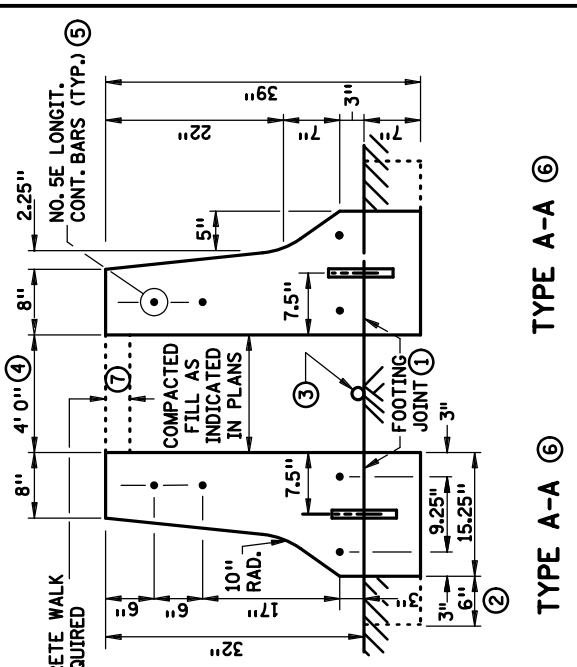 NO. 5E LONGIT.
CONT. BARS (TYP.) ⑤
2.25"
8"
4' 0" ④
8"
39"
22"
7"
3"
7"
5"
7.5"
⑦
COMPACTED
FILL AS
INDICATED
IN PLANS
③
FOOTING
JOINT ①
3"
7.5"
9.25"
15.25"
10"
RAD.
6"
6"
17"
3"
32"
3"
6"
②
RETE WALK
QUIRED
TYPE A-A ⑥
TYPE A-A ⑥